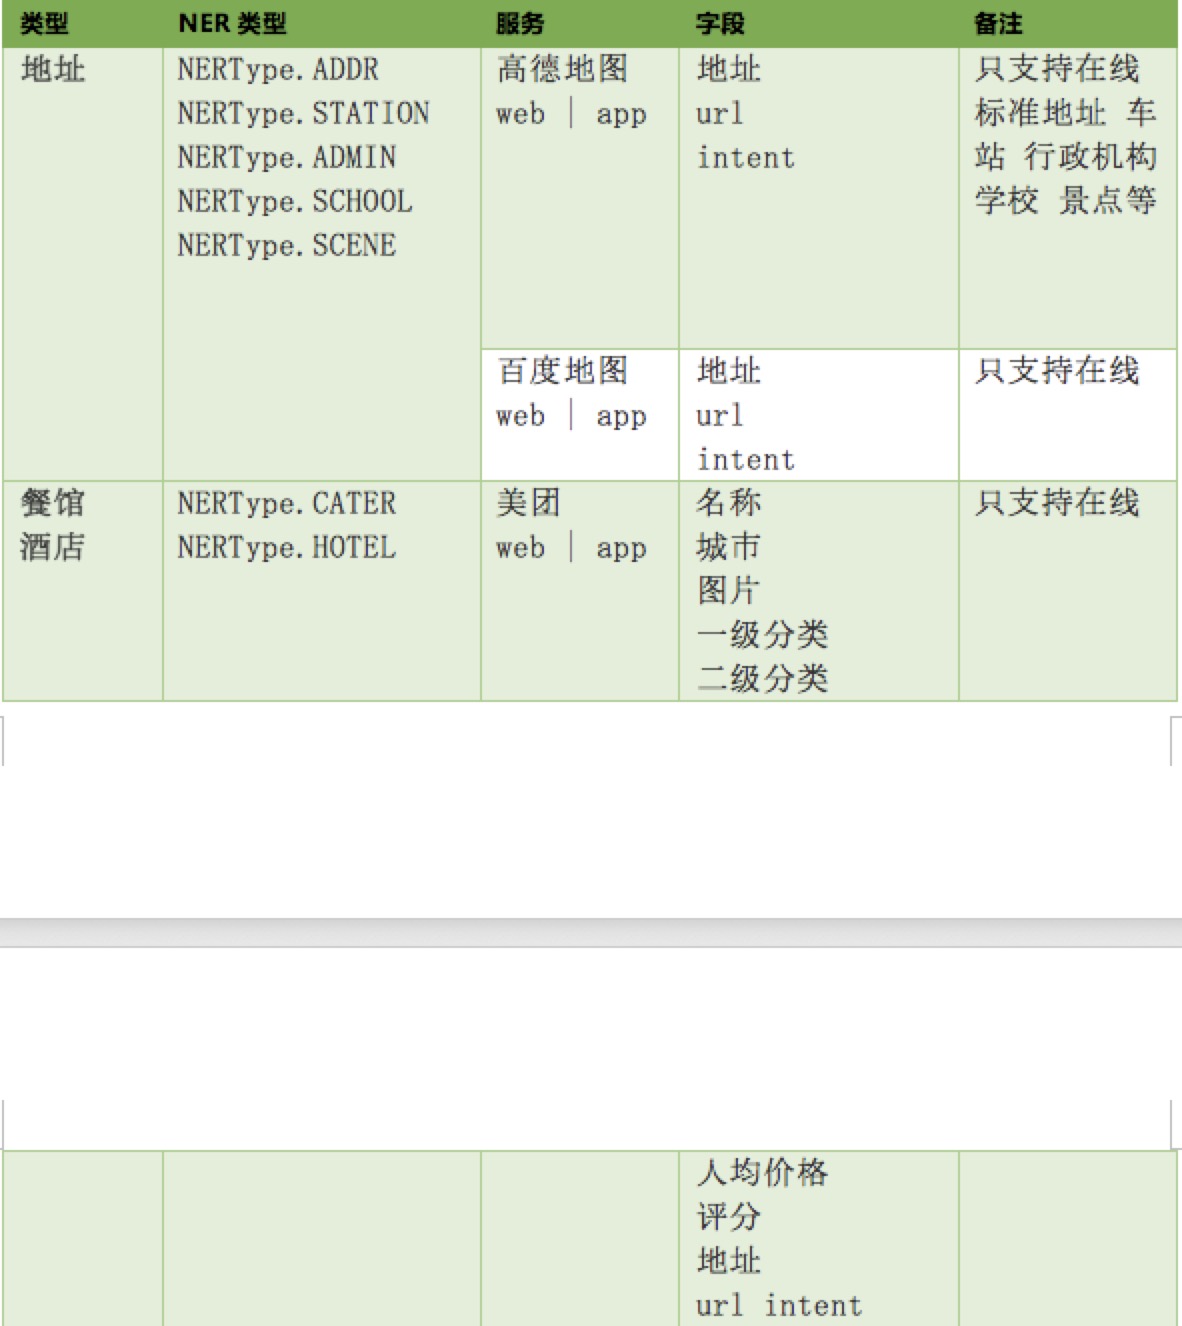 类型 NER 类型 服务 字段 备注
地址 NERType.ADDR 高德地图 地址 只支持在线
NERType.STATION web | app url 标准地址 车
NERType.ADMIN intent 站 行政机构
NERType.SCHOOL 学校 景点等
NERType.SCENE
百度地图 地址 只支持在线
web | app url
intent
餐馆 NERType.CATER 美团 名称 只支持在线
酒店 NERType.HOTEL web | app 城市
图片
一级分类
二级分类
人均价格
评分
地址
url intent